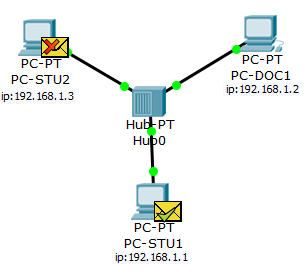 PC-PT
PC-STU2
ip:192.168.1.3
PC-PT
PC-DOC1
ip:192.168.1.2
Hub-PT
Hub0
PC-PT
PC-STU1
ip:192.168.1.1